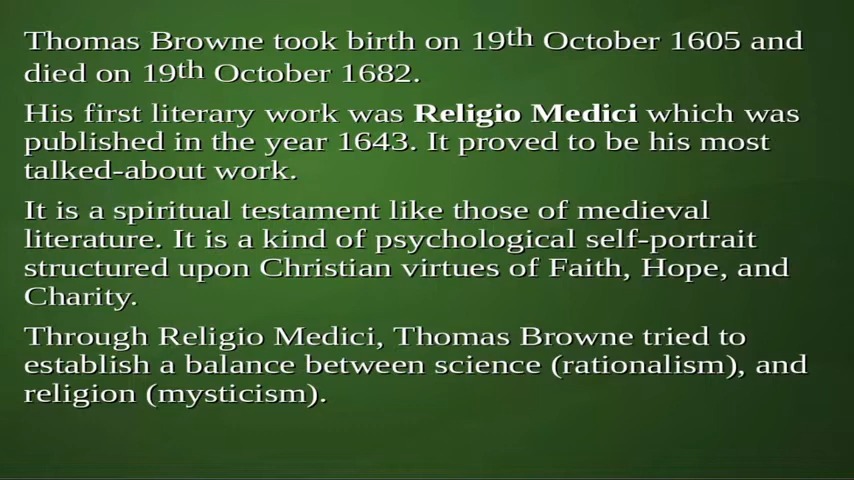 Thomas Browne took birth on 19th October 1605 and
died on 19th October 1682.
His first literary work was Religio Medici which was
published in the year 1643. It proved to be his most
talked-about work.
It is a spiritual testament like those of medieval
literature. It is a kind of psychological self-portrait
structured upon Christian virtues of Faith, Hope, and
Charity.
Through Religio Medici, Thomas Browne tried to
establish a balance between science (rationalism), and
religion (mysticism).